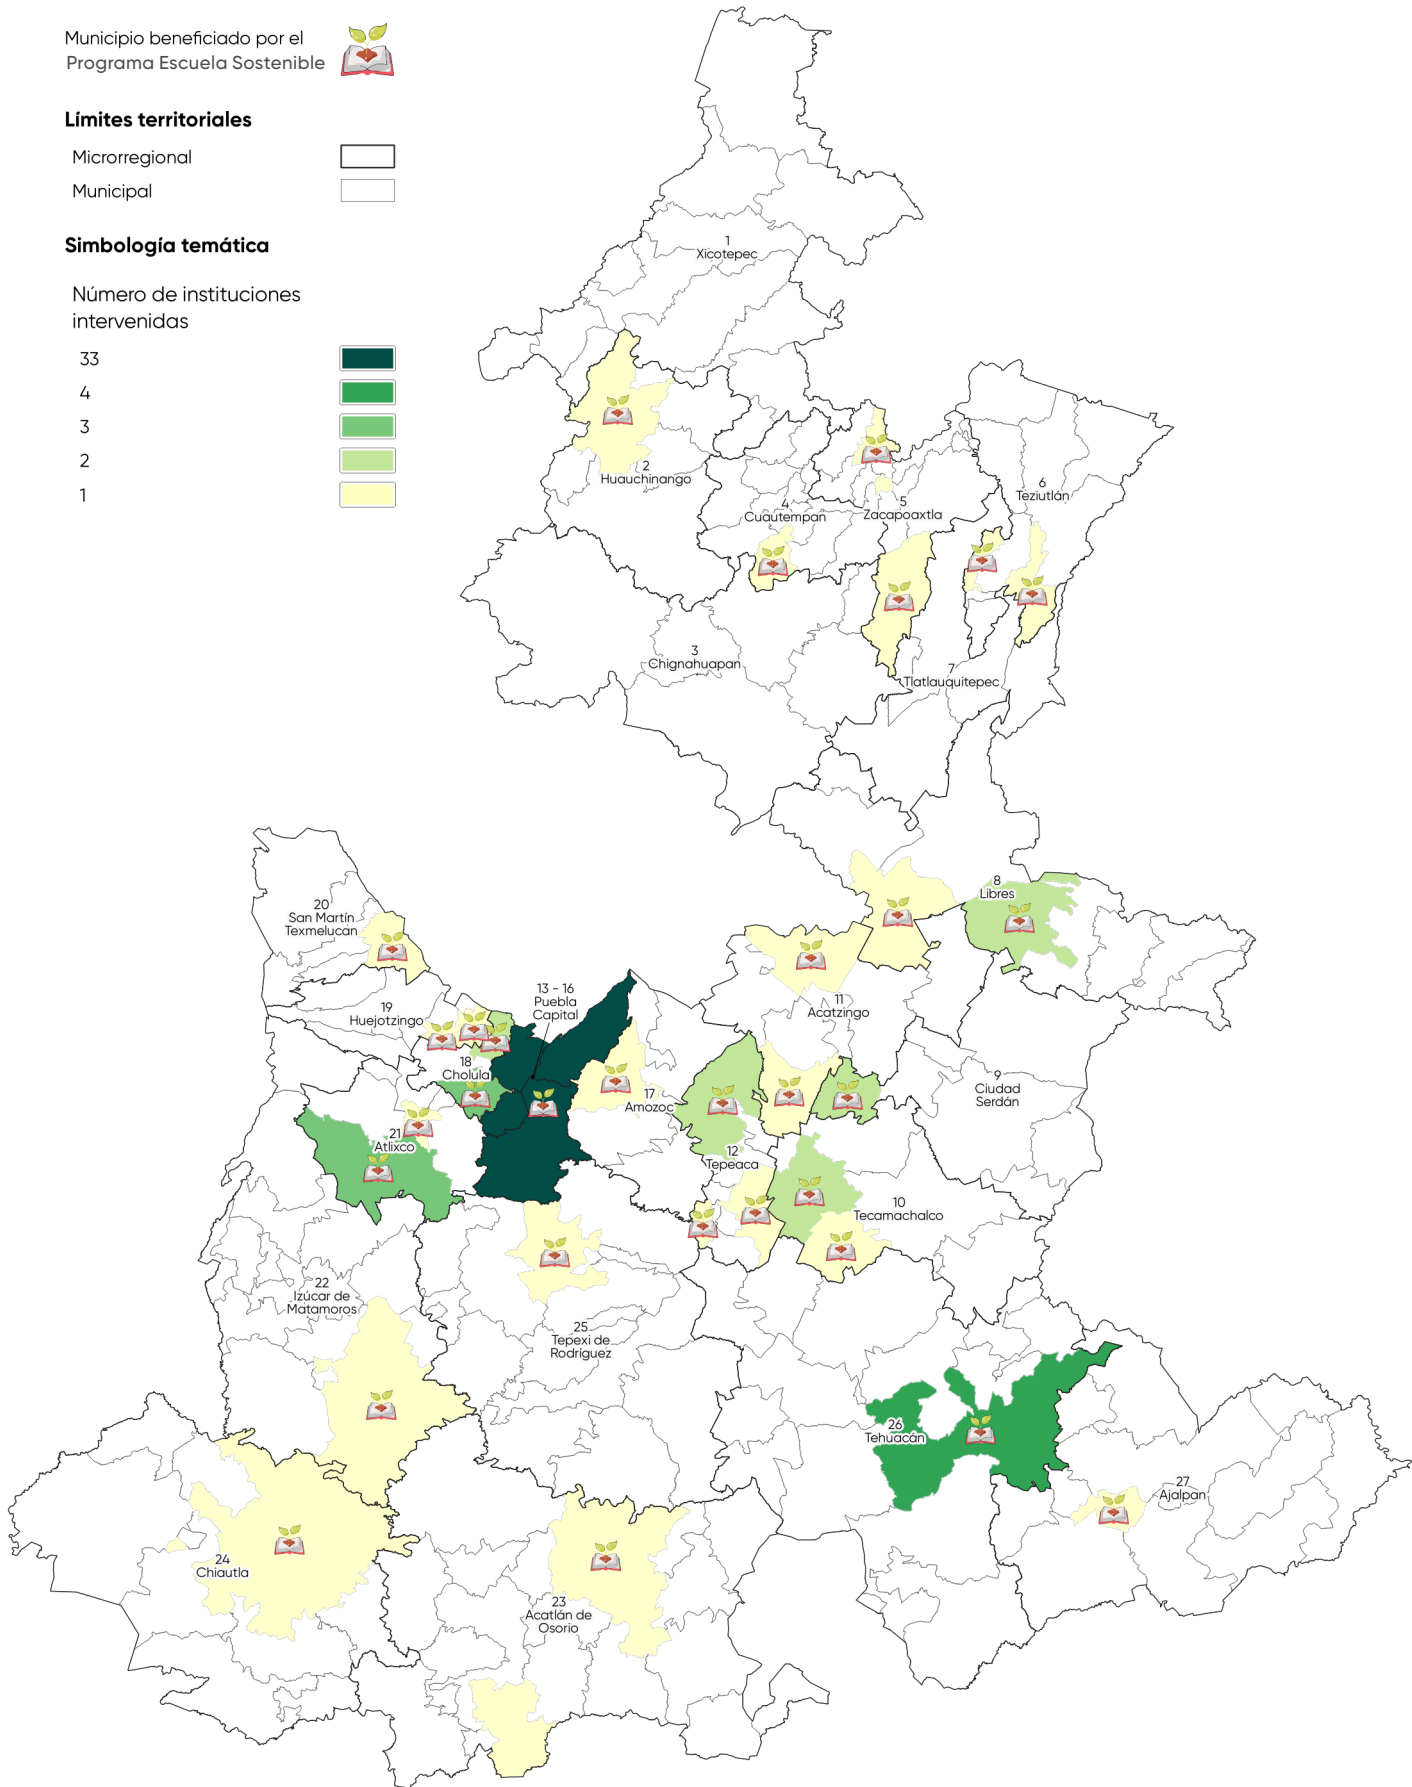 Municipio beneficiado por el
Programa Escuela Sostenible
Límites territoriales
Microrregional
Municipal
Simbología temática
Número de instituciones
intervenidas
33
4
3
2
1
1
Xicotepec
2
Huauchinango
6
Teziutlán
4
Cuautempan
5
Zacapoaxtla
3
Chignahuapan
7
Tlatlauquitepec
8
Libres
20
San Martín
Texmelucan
13 - 16
Puebla
Capital
11
Acatzingo
19
Huejotzingo
18
Cholula
9
Ciudad
Serdán
17
Amozoc
21
Atlixco
12
Tepeaca
10
Tecamachalco
22
Izúcar de
Matamoros
25
Tepexi de
Rodríguez
26
Tehuacán
27
Ajalpan
24
Chiautla
23
Acatlán de
Osorio